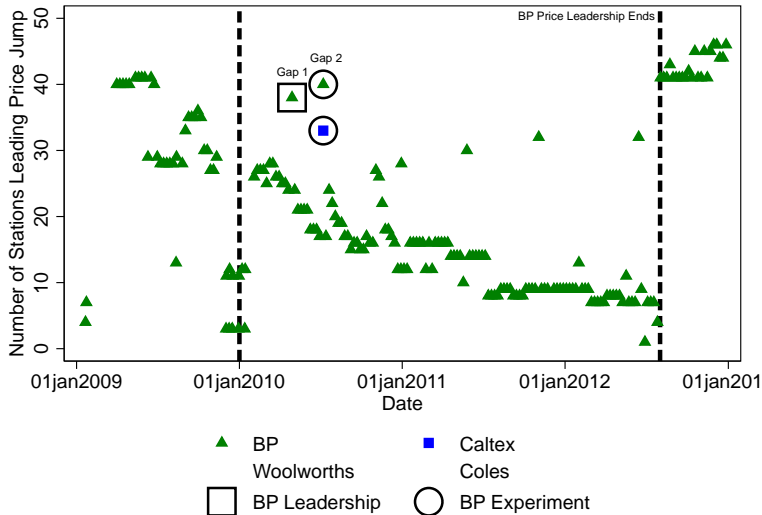 BP Price Leadership Ends
Gap 2
Gap 1
Number of Stations Leading Price Jump
50
40
30
20
10
0
01jan2009 01jan2010 01jan2011 01jan2012 01jan201
Date
BP Caltex
Woolworths Coles
BP Leadership BP Experiment